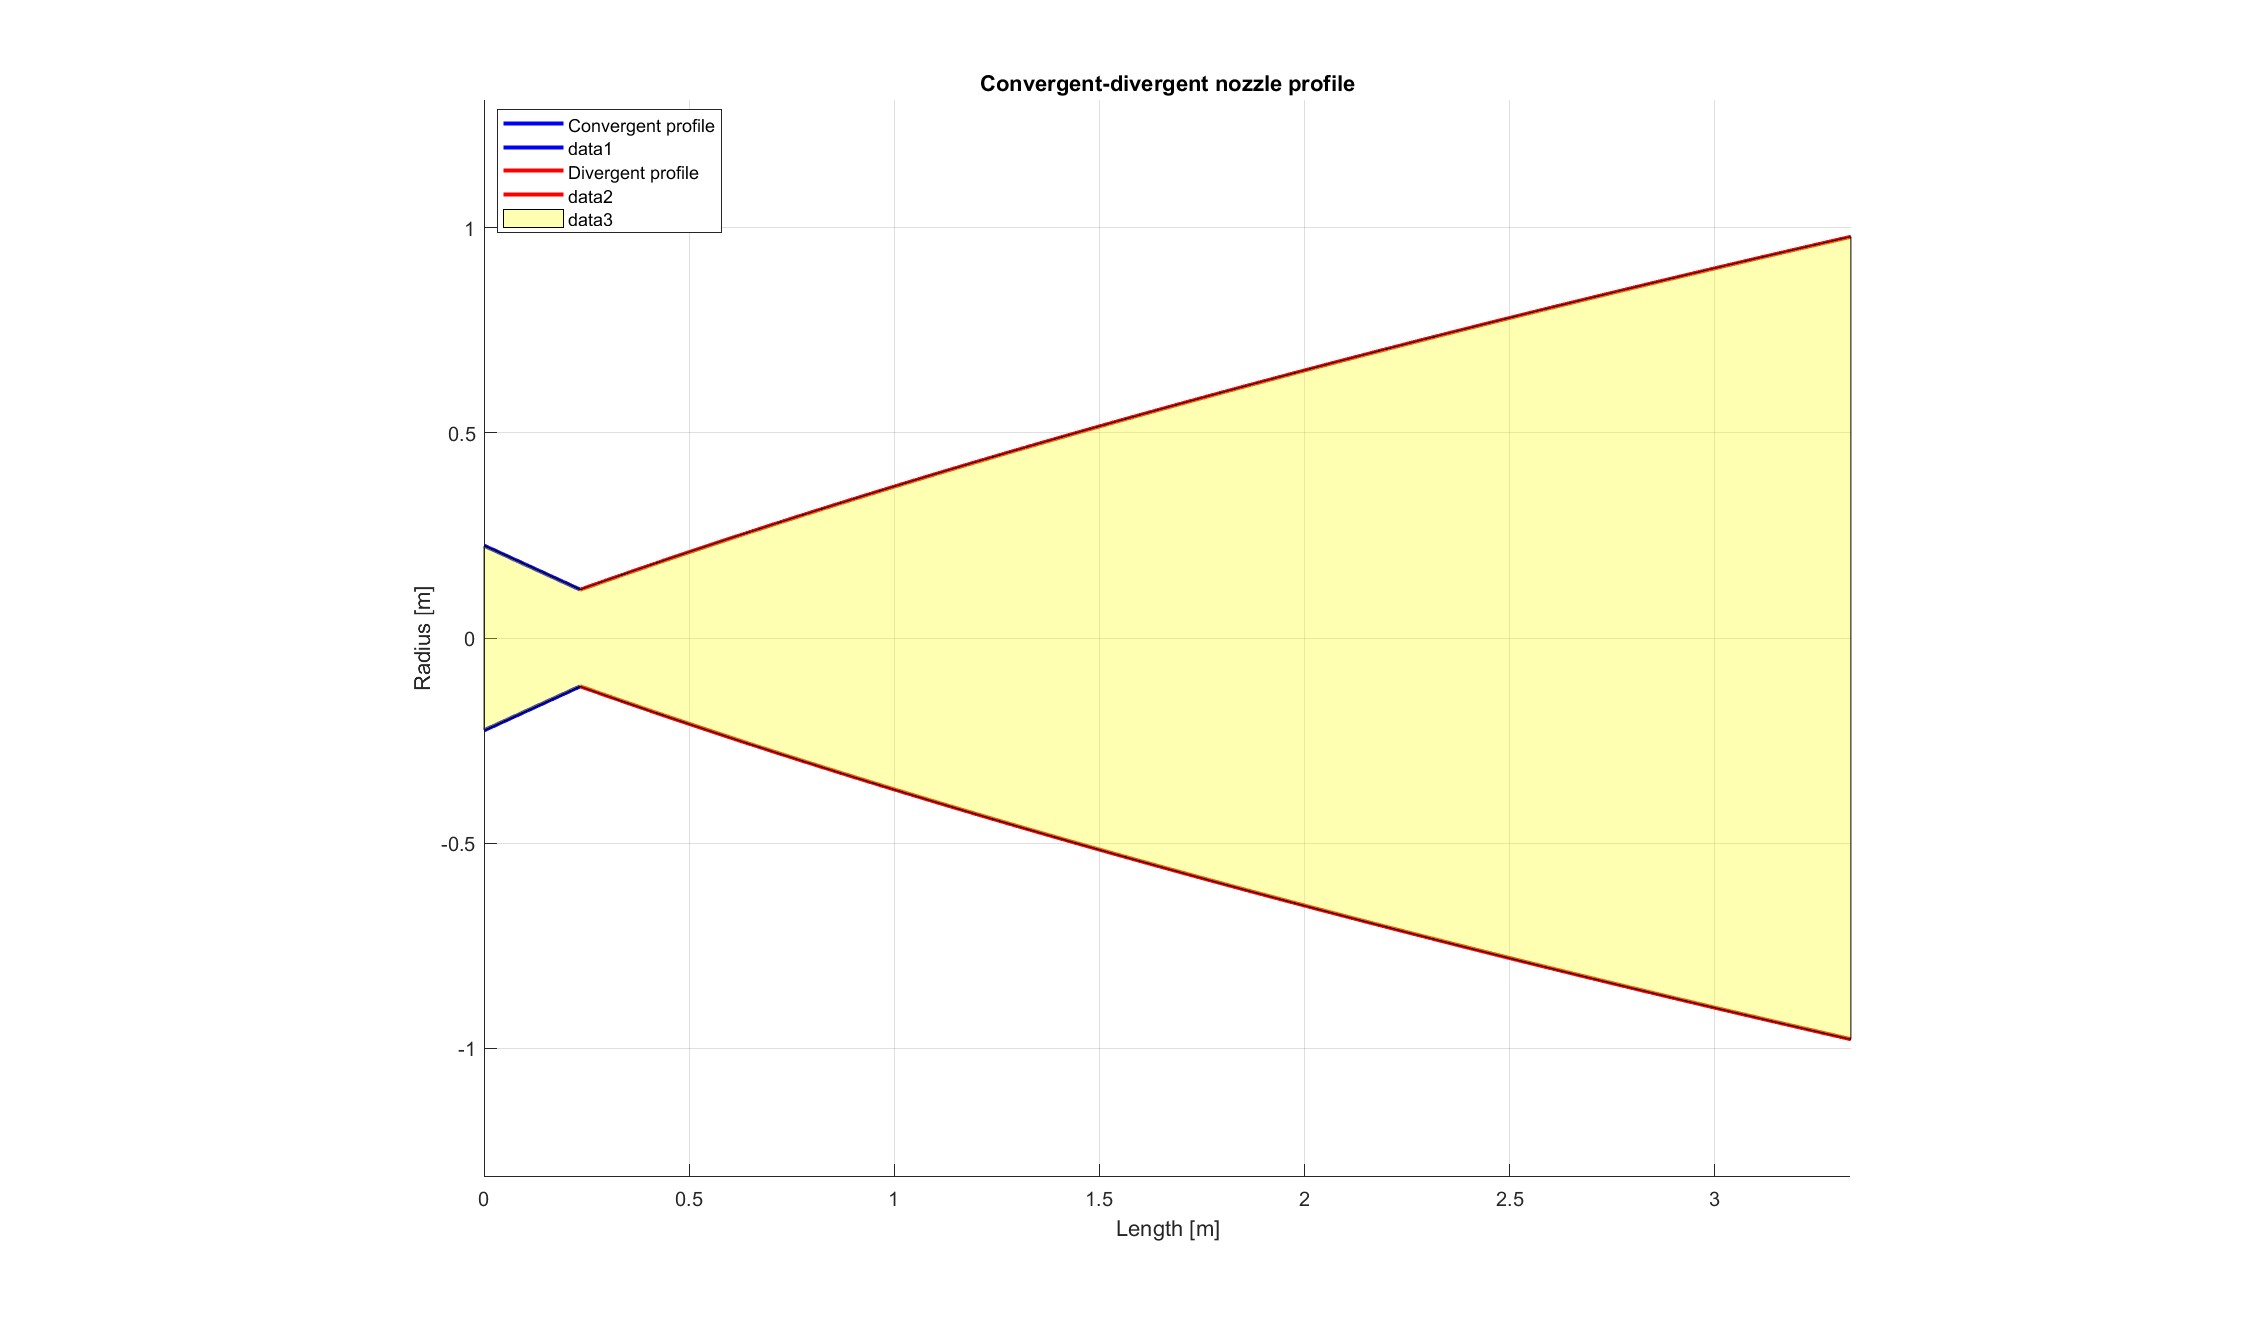 Convergent-divergent nozzle profile
Convergent profile
data1
Divergent profile
data2
data3
1
0.5
0
-0.5
-1
Radius [m]
0
0.5
1
1.5
2
2.5
3
Length [m]